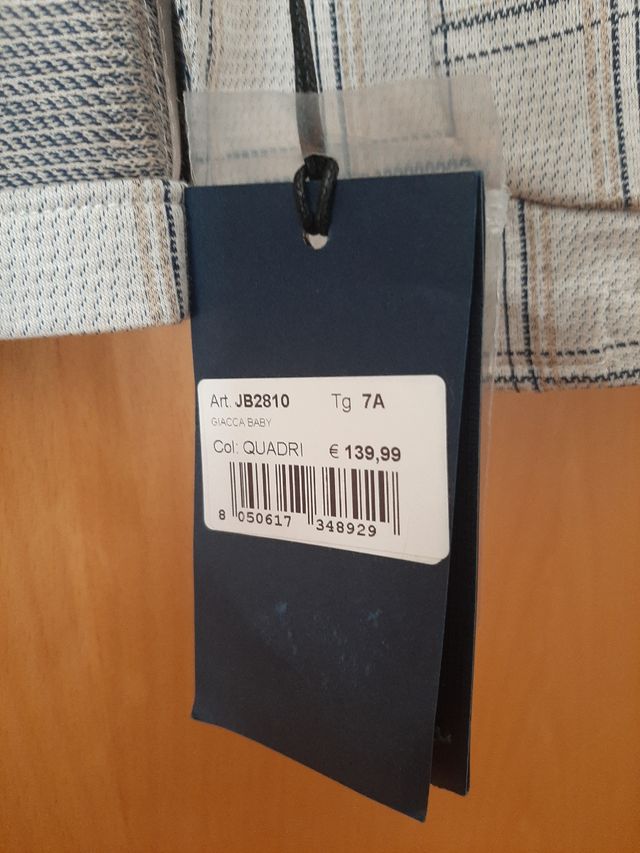 Art. JB2810 Tg 7A
GIACCA BABY
Col: QUADRI € 139,99
8 050617 348929